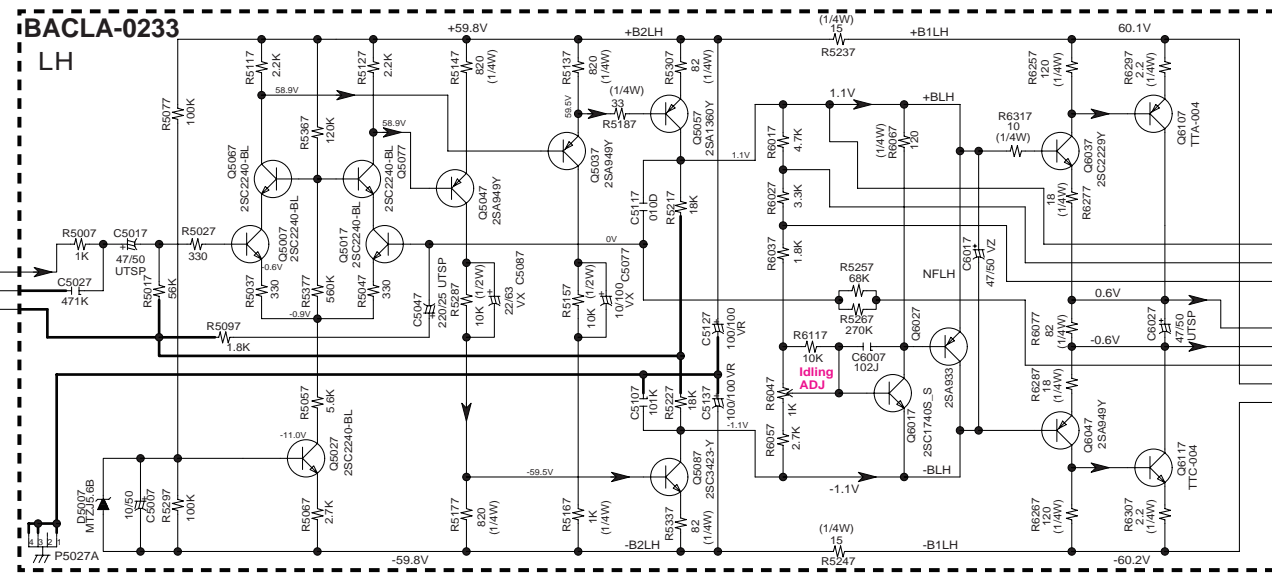 BACLA-0233
LH
+59.8V
+B2LH
(1/4W)
15
R5237
+B1LH
60.1V
R5117
2.2K
R5127
2.2K
R5147
820
(1/4W)
R5137
820
(1/4W)
R5307
82
(1/4W)
R6257
120
(1/4W)
R6297
2.2
(1/4W)
R5077
100K
58.9V
R5367
120K
58.9V
59.5V
(1/4W)
33
R5187
Q5057
2SA1360Y
1.1V
+BLH
R6017
4.7K
(1/4W)
R6067
120
R6317
10
(1/4W)
Q6107
TTA-004
Q5067
2SC2240-BL
Q5077
2SC2240-BL
Q5047
2SA949Y
Q5037
2SA949Y
1.1V
Q6037
2SC2229Y
R6027
3.3K
R6277
18
(1/4W)
C5117
010D
R5217
18K
R5007
1K
C5017
+
47/50
UTSP
R5027
330
Q5007
2SC2240-BL
Q5017
2SC2240-BL
0V
R6037
1.8K
C6017
+
47/50 VZ
C5027
471K
R5017
56K
-0.6V
R5037
330
R5377
560K
R5047
330
-0.9V
C5047
220/25 UTSP
+
R5287
10K (1/2W)
+
22/63
VX C5087
R5157
10K (1/2W)
+
10/100
VX
C5077
R5257
68K
R5267
270K
NFLH
0.6V
R5097
1.8K
C5127
+
100/100
VR
R6117
10K
C6007
102J
Q6027
2SA933
R6077
82
(1/4W)
C6027
+
47/50
UTSP
-0.6V
Idling
ADJ
R5057
5.6K
C5107
101K
R5227
18K
C5137
+
100/100 VR
R6047
1K
Q6017
2SC1740S_S
R6287
18
(1/4W)
-1.1V
R6057
2.7K
Q6047
2SA949Y
-11.0V
Q5027
2SC2240-BL
-59.5V
Q5087
2SC3423-Y
-BLH
-1.1V
Q6117
TTC-004
D5007
MTZJ5.6B
10/50
C5007
+
R5297
100K
R5067
2.7K
R5177
820
(1/4W)
R5167
1K
(1/4W)
R5337
82
(1/4W)
R6267
120
(1/4W)
R6307
2.2
(1/4W)
4 3 2 1
P5027A
-59.8V
-B2LH
(1/4W)
15
R5247
-B1LH
-60.2V